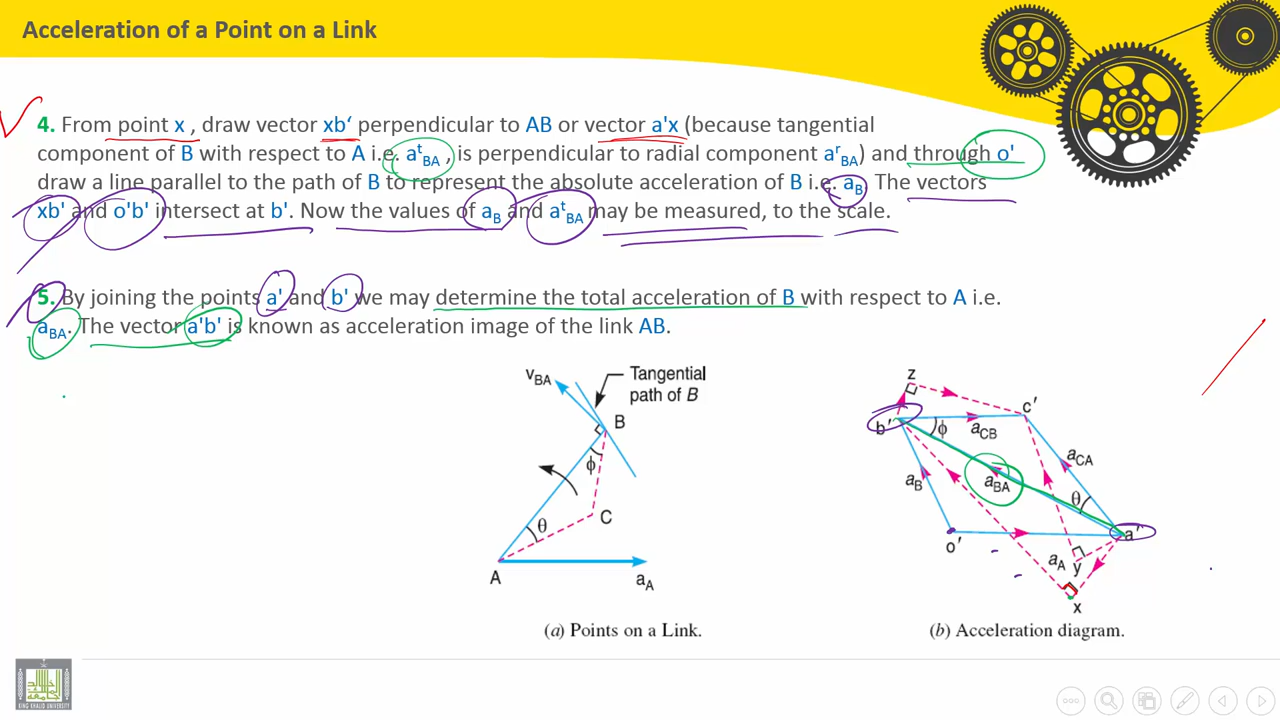 Acceleration of a Point on a Link
4. From point x , draw vector xb‘ perpendicular to AB or vector a'x (because tangential
component of B with respect to A i.e. aᵗBA , is perpendicular to radial component aʳBA) and through o'
draw a line parallel to the path of B to represent the absolute acceleration of B i.e. aB. The vectors
xb' and o'b' intersect at b'. Now the values of aB and aᵗBA may be measured, to the scale.
5. By joining the points a' and b' we may determine the total acceleration of B with respect to A i.e.
aBA. The vector a'b' is known as acceleration image of the link AB.
vBA
Tangential
path of B
B
ϕ
C
θ
A
aA
(a) Points on a Link.
z
c'
b'
ϕ
aCB
aCA
aB
aBA
θ
o'
a'
aA
y
x
(b) Acceleration diagram.
KING KHALID UNIVERSITY